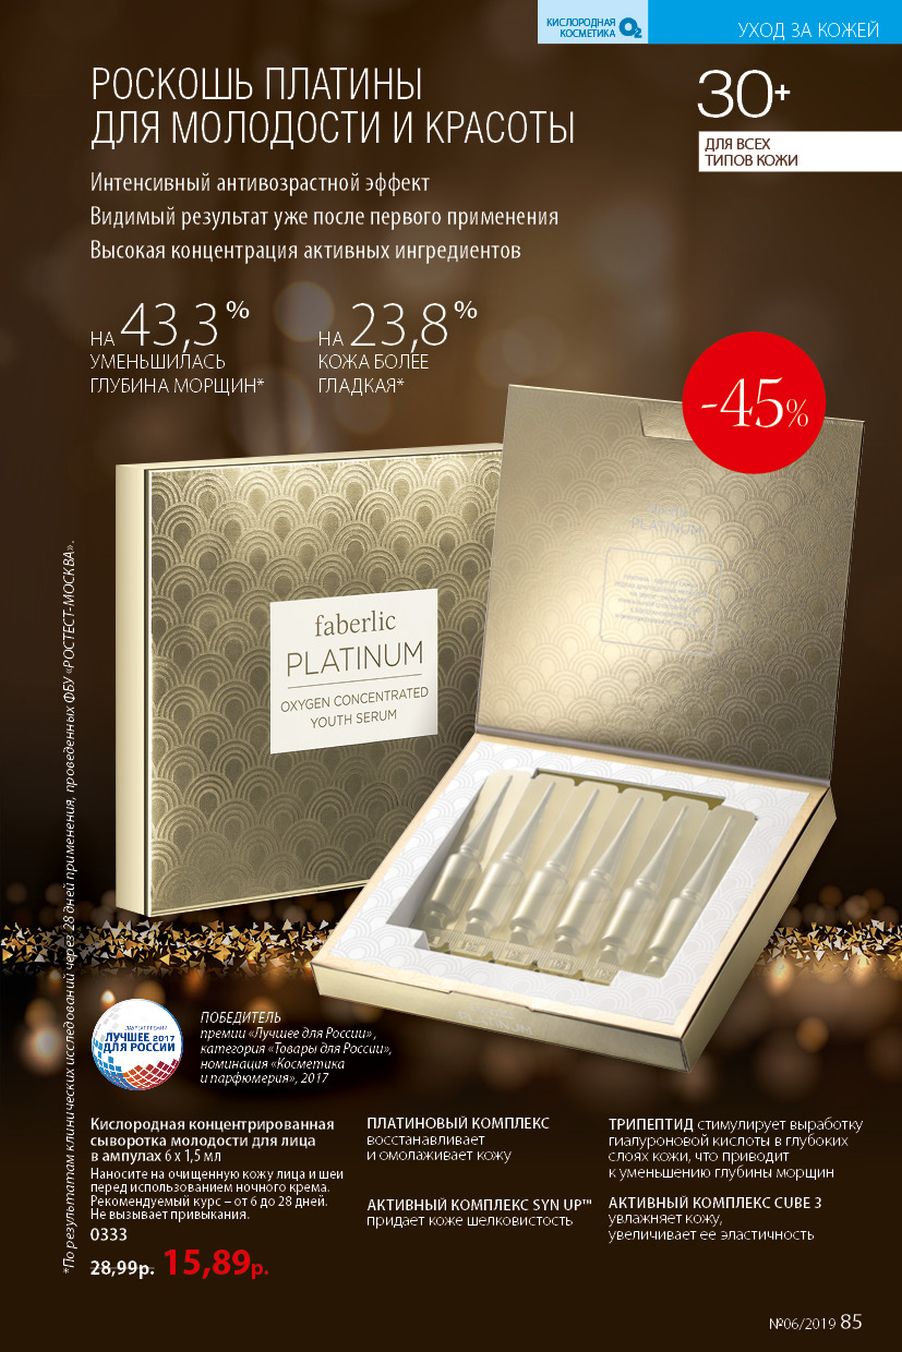 КИСЛОРОДНАЯ
КОСМЕТИКА O2
УХОД ЗА КОЖЕЙ
РОСКОШЬ ПЛАТИНЫ
ДЛЯ МОЛОДОСТИ И КРАСОТЫ
30+
ДЛЯ ВСЕХ
ТИПОВ КОЖИ
Интенсивный антивозрастной эффект
Видимый результат уже после первого применения
Высокая концентрация активных ингредиентов
НА 43,3%
УМЕНЬШИЛАСЬ
ГЛУБИНА МОРЩИН*
НА 23,8%
КОЖА БОЛЕЕ
ГЛАДКАЯ*
-45%
faberlic
PLATINUM
faberlic
PLATINUM
OXYGEN CONCENTRATED
YOUTH SERUM
PLATINUM
*По результатам клинических исследований через 28 дней применения, проведенных ФБУ «РОСТЕСТ-МОСКВА».
ЛАУРЕАТ ПРЕМИИ
ЛУЧШЕЕ 2017
ДЛЯ РОССИИ
ПОБЕДИТЕЛЬ
премии «Лучшее для России»,
категория «Товары для России»,
номинация «Косметика
и парфюмерия», 2017
Кислородная концентрированная
сыворотка молодости для лица
в ампулах 6 х 1,5 мл
Наносите на очищенную кожу лица и шеи
перед использованием ночного крема.
Рекомендуемый курс – от 6 до 28 дней.
Не вызывает привыкания.
0333
28,99р. 15,89р.
ПЛАТИНОВЫЙ КОМПЛЕКС
восстанавливает
и омолаживает кожу
АКТИВНЫЙ КОМПЛЕКС SYN UP™
придает коже шелковистость
ТРИПЕПТИД стимулирует выработку
гиалуроновой кислоты в глубоких
слоях кожи, что приводит
к уменьшению глубины морщин
АКТИВНЫЙ КОМПЛЕКС CUBE 3
увлажняет кожу,
увеличивает ее эластичность
№06/2019 85